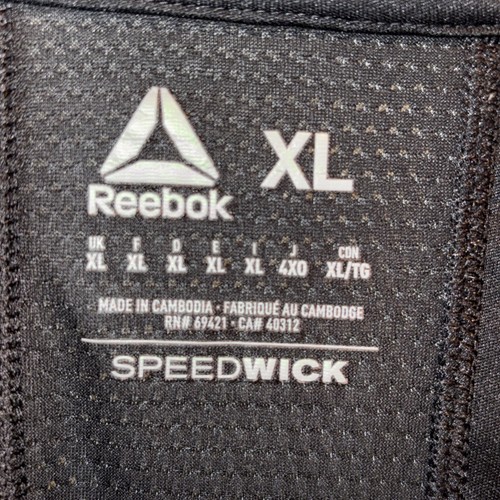 XL
Reebok
UK F D E I J CDN
XL XL XL XL XL 4XO XL/TG
MADE IN CAMBODIA · FABRIQUÉ AU CAMBODGE
RN# 69421 · CA# 40312
SPEEDWICK